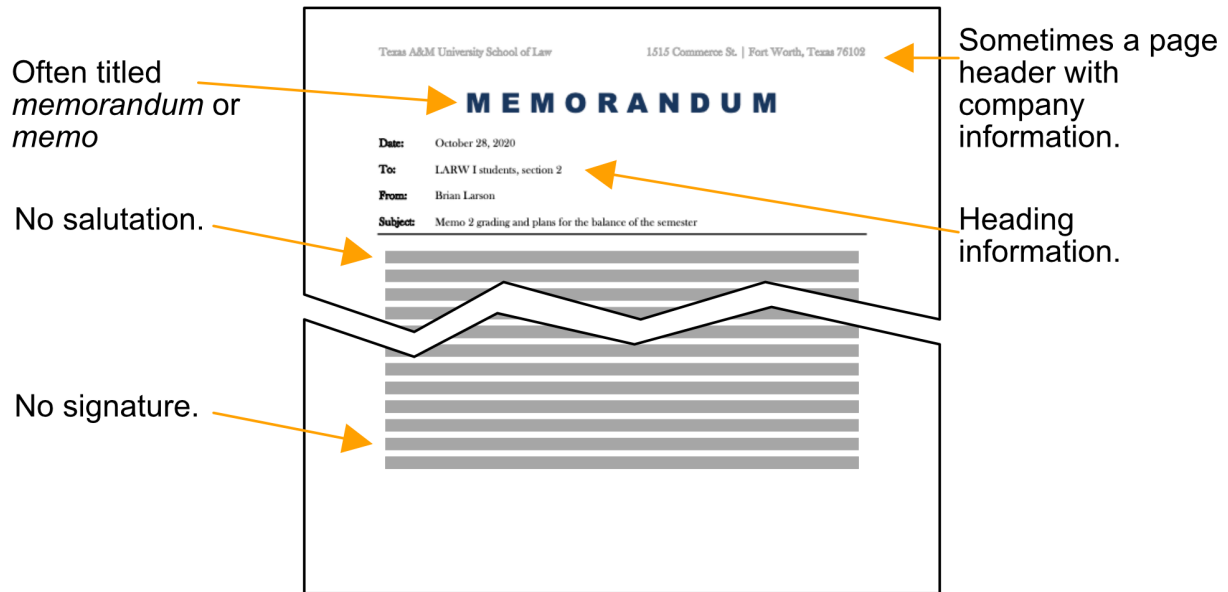 Texas A&M University School of Law 1515 Commerce St. | Fort Worth, Texas 76102
Sometimes a page
header with
company
information.
Often titled
memorandum or
memo
MEMORANDUM
Date: October 28, 2020
To: LARW I students, section 2
From: Brian Larson
Subject: Memo 2 grading and plans for the balance of the semester
No salutation.
Heading
information.
No signature.